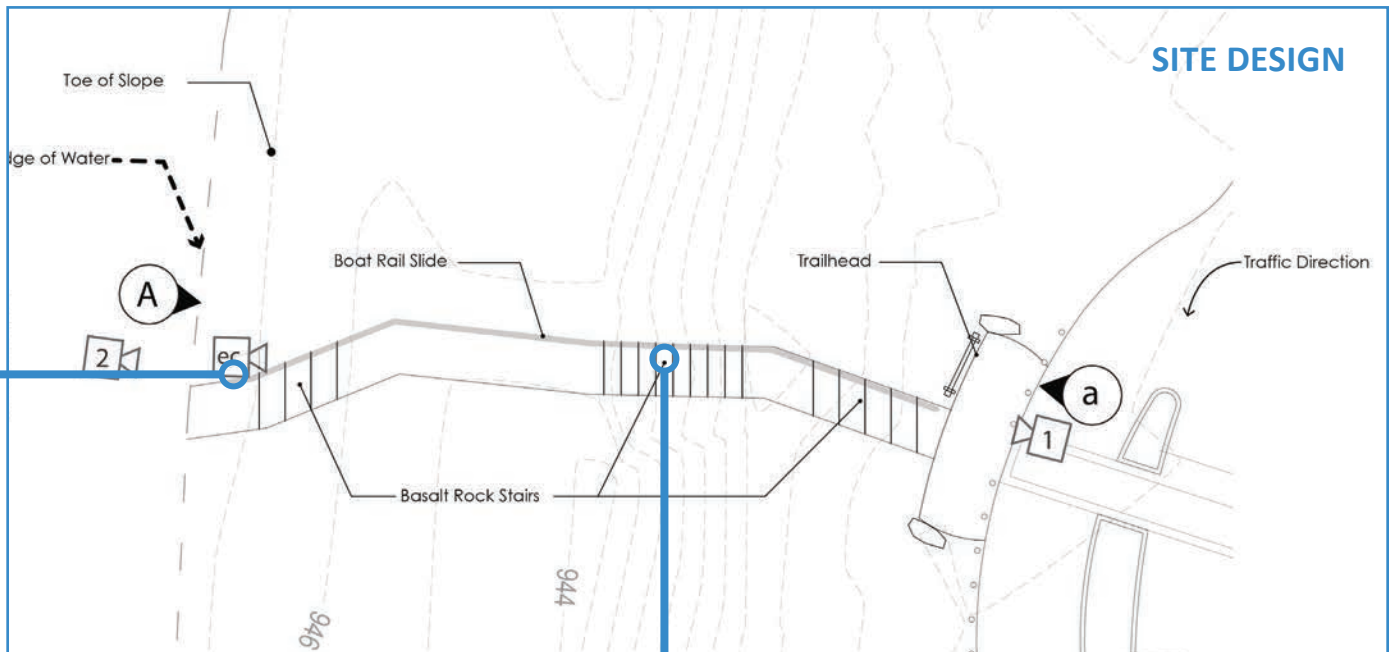 SITE DESIGN
Toe of Slope
dge of Water
Boat Rail Slide
Trailhead
Traffic Direction
A
2
ec
a
1
Basalt Rock Stairs
944
946